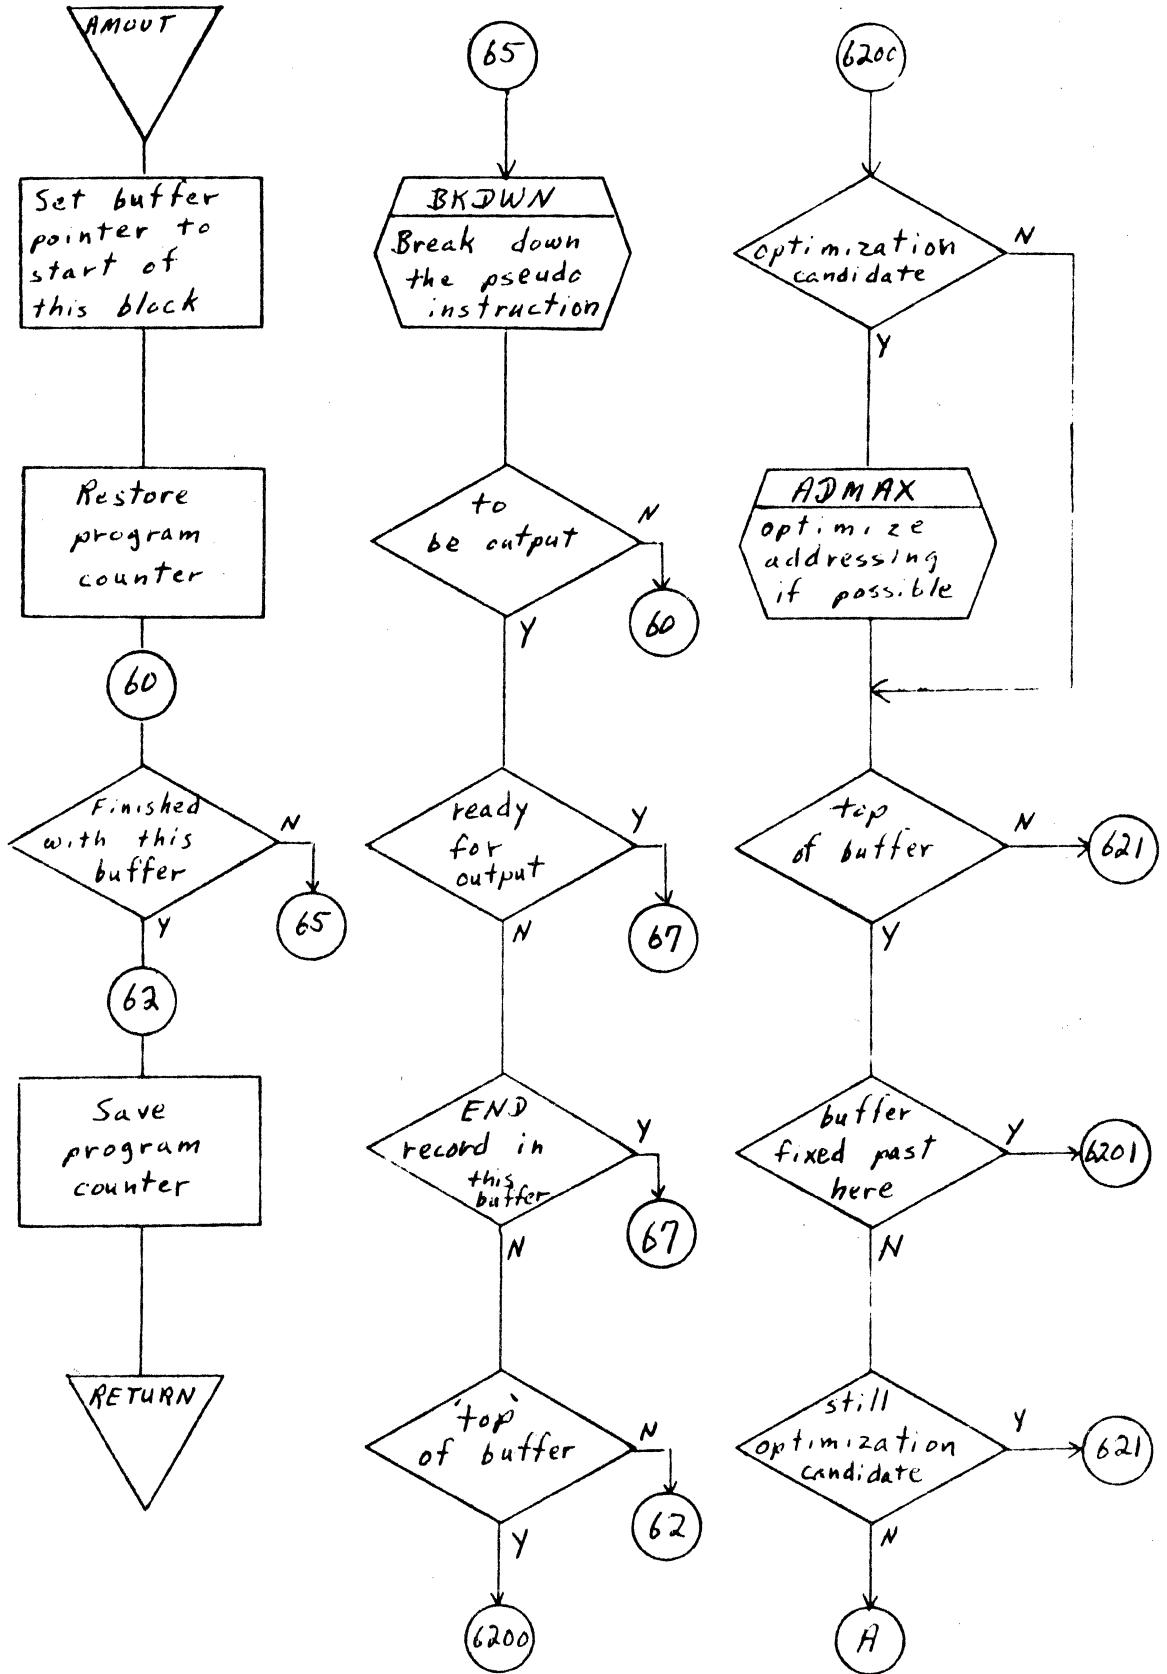 AMOUT
Set buffer
pointer to
start of
this block
Restore
program
counter
60
Finished
with this
buffer
N
65
Y
62
Save
program
counter
RETURN
65
BKDWN
Break down
the pseudo
instruction
to
be output
N
60
Y
ready
for
output
Y
67
N
END
record in
this
buffer
Y
67
N
'top'
of buffer
N
62
Y
6200
6200
optimization
candidate
N
Y
ADMAX
optimize
addressing
if possible
top
of buffer
N
621
Y
buffer
fixed past
here
Y
6201
N
still
optimization
candidate
Y
621
N
A